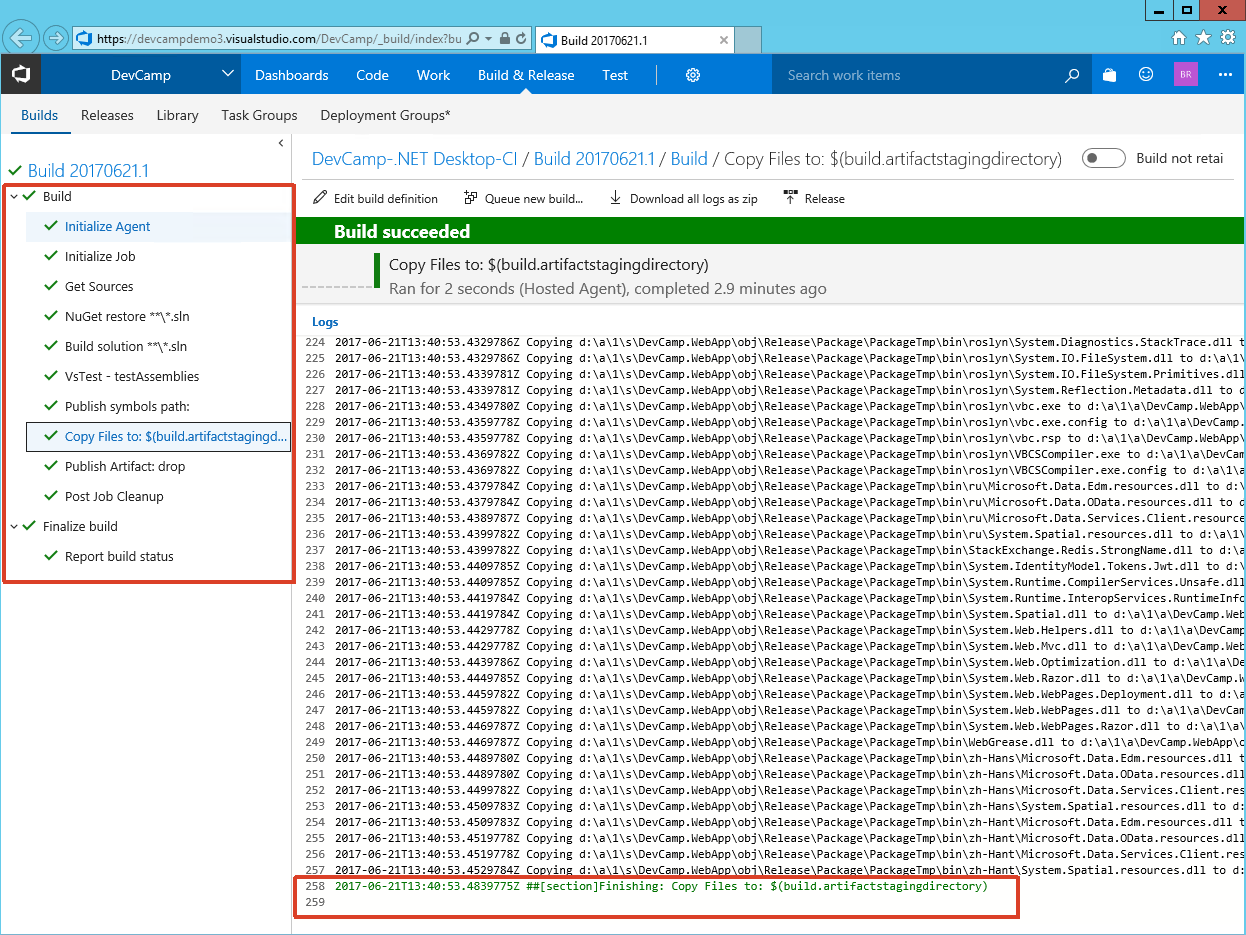 https://devcampdemo3.visualstudio.com/DevCamp/_build/index?bu
Build 20170621.1
DevCamp
Dashboards Code Work Build & Release Test
Search work items
BR
Builds Releases Library Task Groups Deployment Groups*
Build 20170621.1
Build
Initialize Agent
Initialize Job
Get Sources
NuGet restore **\*.sln
Build solution **\*.sln
VsTest - testAssemblies
Publish symbols path:
Copy Files to: $(build.artifactstagingd...
Publish Artifact: drop
Post Job Cleanup
Finalize build
Report build status
DevCamp-.NET Desktop-CI / Build 20170621.1 / Build / Copy Files to: $(build.artifactstagingdirectory)
Build not retai
Edit build definition Queue new build... Download all logs as zip Release
Build succeeded
Copy Files to: $(build.artifactstagingdirectory)
Ran for 2 seconds (Hosted Agent), completed 2.9 minutes ago
Logs
224 2017-06-21T13:40:53.4329786Z Copying d:\a\1\s\DevCamp.WebApp\obj\Release\Package\PackageTmp\bin\roslyn\System.Diagnostics.StackTrace.dll t
225 2017-06-21T13:40:53.4329786Z Copying d:\a\1\s\DevCamp.WebApp\obj\Release\Package\PackageTmp\bin\roslyn\System.IO.FileSystem.dll to d:\a\1\
226 2017-06-21T13:40:53.4339781Z Copying d:\a\1\s\DevCamp.WebApp\obj\Release\Package\PackageTmp\bin\roslyn\System.IO.FileSystem.Primitives.dll
227 2017-06-21T13:40:53.4339781Z Copying d:\a\1\s\DevCamp.WebApp\obj\Release\Package\PackageTmp\bin\roslyn\System.Reflection.Metadata.dll to d
228 2017-06-21T13:40:53.4349780Z Copying d:\a\1\s\DevCamp.WebApp\obj\Release\Package\PackageTmp\bin\roslyn\vbc.exe to d:\a\1\a\DevCamp.WebApp\
229 2017-06-21T13:40:53.4359787Z Copying d:\a\1\s\DevCamp.WebApp\obj\Release\Package\PackageTmp\bin\roslyn\vbc.exe.config to d:\a\1\a\DevCamp.
230 2017-06-21T13:40:53.4359787Z Copying d:\a\1\s\DevCamp.WebApp\obj\Release\Package\PackageTmp\bin\roslyn\vbc.rsp to d:\a\1\a\DevCamp.WebApp\
231 2017-06-21T13:40:53.4369782Z Copying d:\a\1\s\DevCamp.WebApp\obj\Release\Package\PackageTmp\bin\roslyn\VBCSCompiler.exe to d:\a\1\a\DevCam
232 2017-06-21T13:40:53.4369782Z Copying d:\a\1\s\DevCamp.WebApp\obj\Release\Package\PackageTmp\bin\roslyn\VBCSCompiler.exe.config to d:\a\1\a
233 2017-06-21T13:40:53.4379784Z Copying d:\a\1\s\DevCamp.WebApp\obj\Release\Package\PackageTmp\bin\ru\Microsoft.Data.Edm.resources.dll to d:\
234 2017-06-21T13:40:53.4379784Z Copying d:\a\1\s\DevCamp.WebApp\obj\Release\Package\PackageTmp\bin\ru\Microsoft.Data.OData.resources.dll to d
235 2017-06-21T13:40:53.4389787Z Copying d:\a\1\s\DevCamp.WebApp\obj\Release\Package\PackageTmp\bin\ru\Microsoft.Data.Services.Client.resource
236 2017-06-21T13:40:53.4399782Z Copying d:\a\1\s\DevCamp.WebApp\obj\Release\Package\PackageTmp\bin\ru\System.Spatial.resources.dll to d:\a\1\
237 2017-06-21T13:40:53.4399782Z Copying d:\a\1\s\DevCamp.WebApp\obj\Release\Package\PackageTmp\bin\StackExchange.Redis.StrongName.dll to d:\a
238 2017-06-21T13:40:53.4409785Z Copying d:\a\1\s\DevCamp.WebApp\obj\Release\Package\PackageTmp\bin\System.IdentityModel.Tokens.Jwt.dll to d:\
239 2017-06-21T13:40:53.4409785Z Copying d:\a\1\s\DevCamp.WebApp\obj\Release\Package\PackageTmp\bin\System.Runtime.CompilerServices.Unsafe.dll
240 2017-06-21T13:40:53.4419784Z Copying d:\a\1\s\DevCamp.WebApp\obj\Release\Package\PackageTmp\bin\System.Runtime.InteropServices.RuntimeInfo
241 2017-06-21T13:40:53.4419784Z Copying d:\a\1\s\DevCamp.WebApp\obj\Release\Package\PackageTmp\bin\System.Spatial.dll to d:\a\1\a\DevCamp.Web
242 2017-06-21T13:40:53.4429778Z Copying d:\a\1\s\DevCamp.WebApp\obj\Release\Package\PackageTmp\bin\System.Web.Helpers.dll to d:\a\1\a\DevCamp
243 2017-06-21T13:40:53.4429778Z Copying d:\a\1\s\DevCamp.WebApp\obj\Release\Package\PackageTmp\bin\System.Web.Mvc.dll to d:\a\1\a\DevCamp.Web
244 2017-06-21T13:40:53.4439786Z Copying d:\a\1\s\DevCamp.WebApp\obj\Release\Package\PackageTmp\bin\System.Web.Optimization.dll to d:\a\1\a\De
245 2017-06-21T13:40:53.4449785Z Copying d:\a\1\s\DevCamp.WebApp\obj\Release\Package\PackageTmp\bin\System.Web.Razor.dll to d:\a\1\a\DevCamp.W
246 2017-06-21T13:40:53.4459782Z Copying d:\a\1\s\DevCamp.WebApp\obj\Release\Package\PackageTmp\bin\System.Web.WebPages.Deployment.dll to d:\a
247 2017-06-21T13:40:53.4459782Z Copying d:\a\1\s\DevCamp.WebApp\obj\Release\Package\PackageTmp\bin\System.Web.WebPages.dll to d:\a\1\a\DevCam
248 2017-06-21T13:40:53.4469787Z Copying d:\a\1\s\DevCamp.WebApp\obj\Release\Package\PackageTmp\bin\System.Web.WebPages.Razor.dll to d:\a\1\a\
249 2017-06-21T13:40:53.4469787Z Copying d:\a\1\s\DevCamp.WebApp\obj\Release\Package\PackageTmp\bin\WebGrease.dll to d:\a\1\a\DevCamp.WebApp\o
250 2017-06-21T13:40:53.4489780Z Copying d:\a\1\s\DevCamp.WebApp\obj\Release\Package\PackageTmp\bin\zh-Hans\Microsoft.Data.Edm.resources.dll t
251 2017-06-21T13:40:53.4489780Z Copying d:\a\1\s\DevCamp.WebApp\obj\Release\Package\PackageTmp\bin\zh-Hans\Microsoft.Data.OData.resources.dll
252 2017-06-21T13:40:53.4499782Z Copying d:\a\1\s\DevCamp.WebApp\obj\Release\Package\PackageTmp\bin\zh-Hans\Microsoft.Data.Services.Client.res
253 2017-06-21T13:40:53.4509783Z Copying d:\a\1\s\DevCamp.WebApp\obj\Release\Package\PackageTmp\bin\zh-Hans\System.Spatial.resources.dll to d:
254 2017-06-21T13:40:53.4509783Z Copying d:\a\1\s\DevCamp.WebApp\obj\Release\Package\PackageTmp\bin\zh-Hant\Microsoft.Data.Edm.resources.dll t
255 2017-06-21T13:40:53.4519778Z Copying d:\a\1\s\DevCamp.WebApp\obj\Release\Package\PackageTmp\bin\zh-Hant\Microsoft.Data.OData.resources.dll
256 2017-06-21T13:40:53.4519778Z Copying d:\a\1\s\DevCamp.WebApp\obj\Release\Package\PackageTmp\bin\zh-Hant\Microsoft.Data.Services.Client.res
257 2017-06-21T13:40:53.4529784Z Copying d:\a\1\s\DevCamp.WebApp\obj\Release\Package\PackageTmp\bin\zh-Hant\System.Spatial.resources.dll to d:
258 2017-06-21T13:40:53.4839775Z ##[section]Finishing: Copy Files to: $(build.artifactstagingdirectory)
259